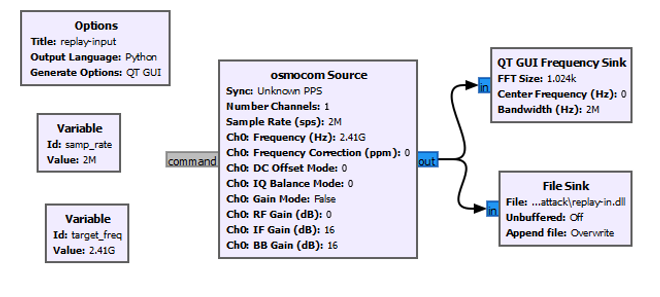 Options
Title: replay-input
Output Language: Python
Generate Options: QT GUI
Variable
Id: samp_rate
Value: 2M
Variable
Id: target_freq
Value: 2.41G
osmocom Source
Sync: Unknown PPS
Number Channels: 1
Sample Rate (sps): 2M
Ch0: Frequency (Hz): 2.41G
Ch0: Frequency Correction (ppm): 0
Ch0: DC Offset Mode: 0
Ch0: IQ Balance Mode: 0
Ch0: Gain Mode: False
Ch0: RF Gain (dB): 0
Ch0: IF Gain (dB): 16
Ch0: BB Gain (dB): 16
command
out
QT GUI Frequency Sink
FFT Size: 1.024k
Center Frequency (Hz): 0
Bandwidth (Hz): 2M
in
File Sink
File: ...attack\replay-in.dll
Unbuffered: Off
Append file: Overwrite
in